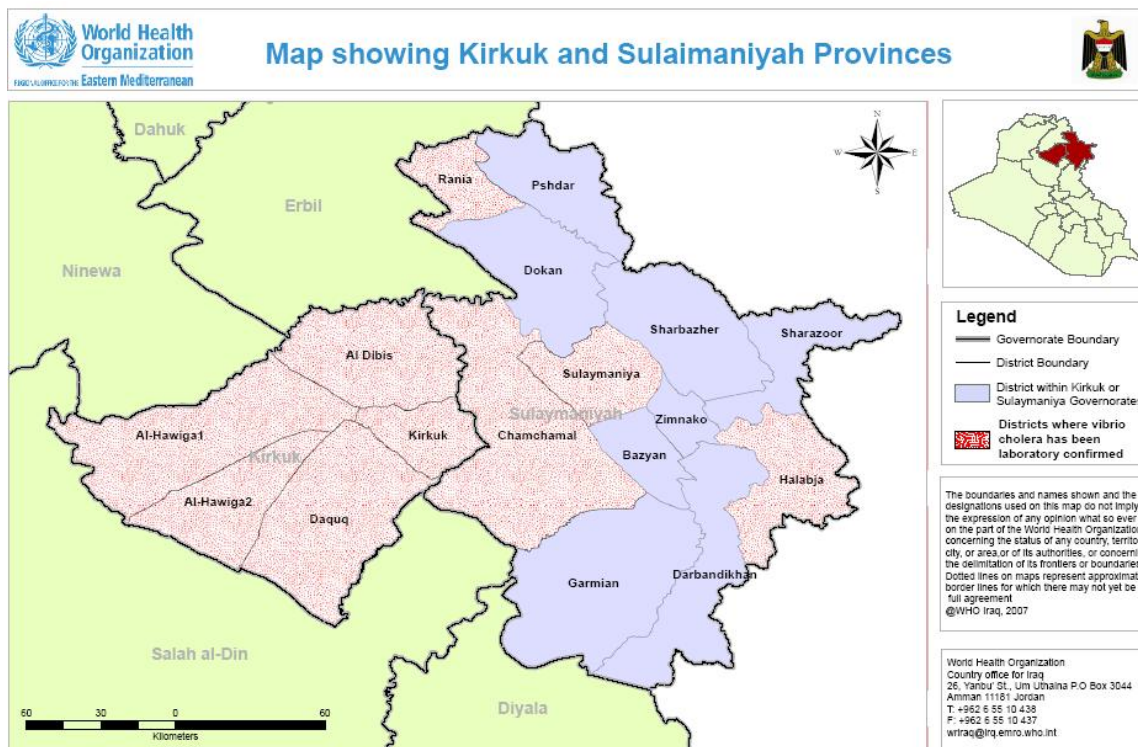 World Health
Organization
REGIONAL OFFICE FOR THE Eastern Mediterranean
Map showing Kirkuk and Sulaimaniyah Provinces
Dahuk
Erbil
Ninewa
Rania
Pshdar
Dokan
Sharbazher
Sharazoor
Al Dibis
Sulaymaniya
Sulaymaniyah
Zimnako
Al-Hawiga1
Kirkuk
Chamchamal
Kirkuk
Bazyan
Halabja
Al-Hawiga2
Daquq
Garmian
Darbandikhan
Salah al-Din
Diyala
60 30 0 60
Kilometers
N
W E
S
Legend
Governorate Boundary
District Boundary
District within Kirkuk or
Sulaymaniya Governorates
Districts where vibrio
cholera has been
laboratory confirmed
The boundaries and names shown and the
designations used on this map do not imply
the expression of any opinion what so ever
on the part of the World Health Organization
concerning the status of any country, territo
city, or area,or of its authorities, or concerni
the delimitation of its frontiers or boundaries
Dotted lines on maps represent approximat
border lines for which there may not yet be
full agreement
@WHO Iraq, 2007
World Health Organization
Country office for Iraq
26, Yanbu' St., Um Uthaina P.O Box 3044
Amman 11181 Jordan
T: +962 6 55 10 438
F: +962 6 55 10 437
wriraq@irq.emro.who.int